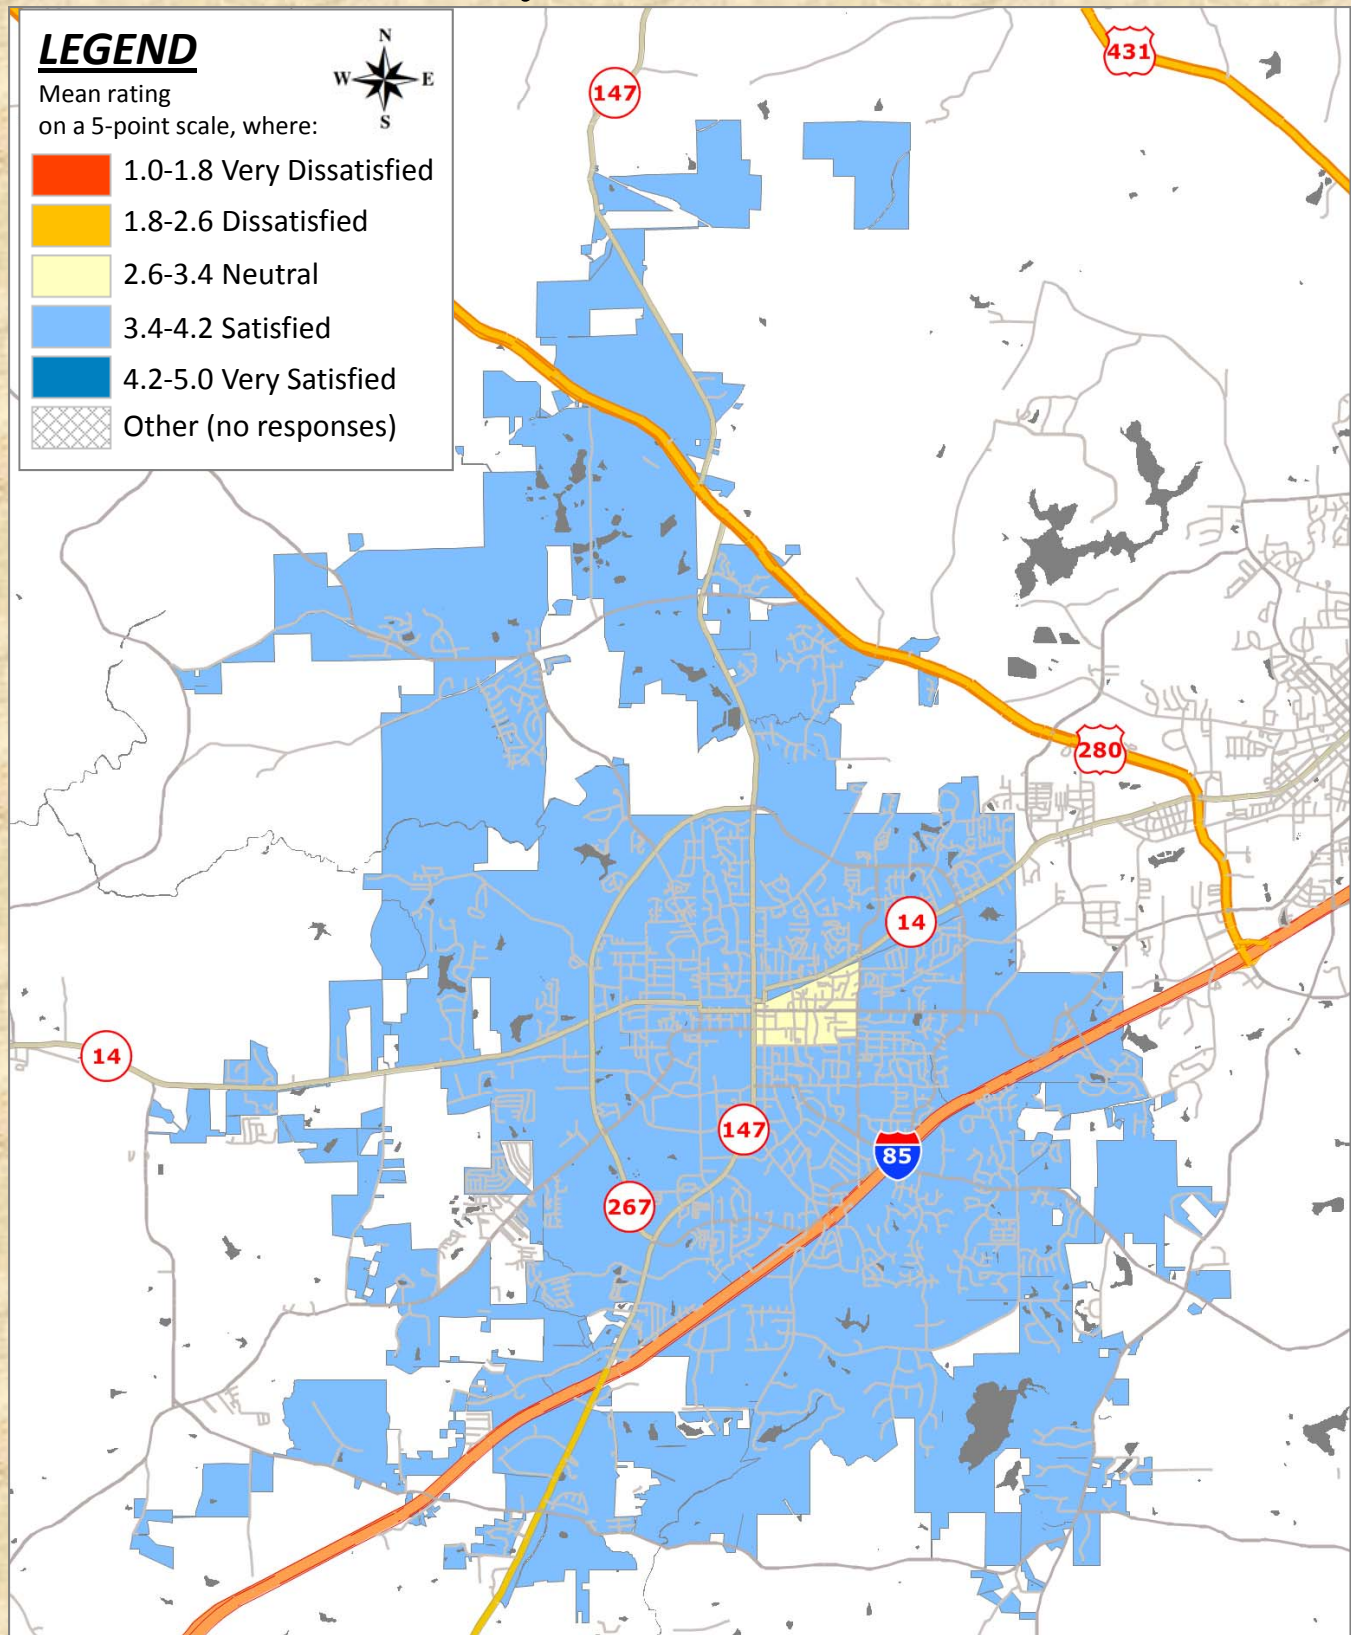 LEGEND
Mean rating
on a 5-point scale, where:
N
W E
S
1.0-1.8 Very Dissatisfied
1.8-2.6 Dissatisfied
2.6-3.4 Neutral
3.4-4.2 Satisfied
4.2-5.0 Very Satisfied
Other (no responses)
431
147
280
14
14
147
85
267